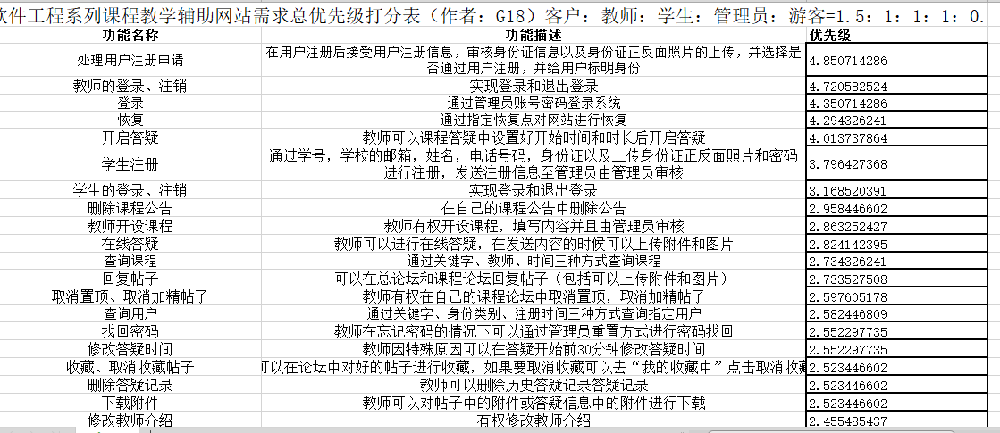 软件工程系列课程教学辅助网站需求总优先级打分表（作者：G18）客户：教师：学生：管理员：游客=1.5：1：1：1：0.
功能名称 功能描述 优先级
处理用户注册申请 在用户注册后接受用户注册信息，审核身份证信息以及身份证正反面照片的上传，并选择是 4.850714286
否通过用户注册，并给用户标明身份
教师的登录、注销 实现登录和退出登录 4.720582524
登录 通过管理员账号密码登录系统 4.350714286
恢复 通过指定恢复点对网站进行恢复 4.294326241
开启答疑 教师可以课程答疑中设置好开始时间和时长后开启答疑 4.013737864
学生注册 通过学号，学校的邮箱，姓名，电话号码，身份证以及上传身份证正反面照片和密码 3.796427368
进行注册，发送注册信息至管理员由管理员审核
学生的登录、注销 实现登录和退出登录 3.168520391
删除课程公告 在自己的课程公告中删除公告 2.958446602
教师开设课程 教师有权开设课程，填写内容并且由管理员审核 2.863252427
在线答疑 教师可以进行在线答疑，在发送内容的时候可以上传附件和图片 2.824142395
查询课程 通过关键字、教师、时间三种方式查询课程 2.734326241
回复帖子 可以在总论坛和课程论坛回复帖子（包括可以上传附件和图片） 2.733527508
取消置顶、取消加精帖子 教师有权在自己的课程论坛中取消置顶，取消加精帖子 2.597605178
查询用户 通过关键字、身份类别、注册时间三种方式查询指定用户 2.582446809
找回密码 教师在忘记密码的情况下可以通过管理员重置方式进行密码找回 2.552297735
修改答疑时间 教师因特殊原因可以在答疑开始前30分钟修改答疑时间 2.552297735
收藏、取消收藏帖子 可以在论坛中对好的帖子进行收藏，如果要取消收藏可以去“我的收藏中”点击取消收藏 2.523446602
删除答疑记录 教师可以删除历史答疑记录答疑记录 2.523446602
下载附件 教师可以对帖子中的附件或答疑信息中的附件进行下载 2.523446602
修改教师介绍 有权修改教师介绍 2.455485437